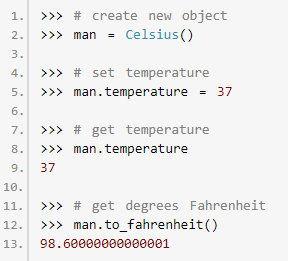 1. >>> # create new object
2. >>> man = Celsius()
3.
4. >>> # set temperature
5. >>> man.temperature = 37
6.
7. >>> # get temperature
8. >>> man.temperature
9. 37
10.
11. >>> # get degrees Fahrenheit
12. >>> man.to_fahrenheit()
13. 98.60000000000001